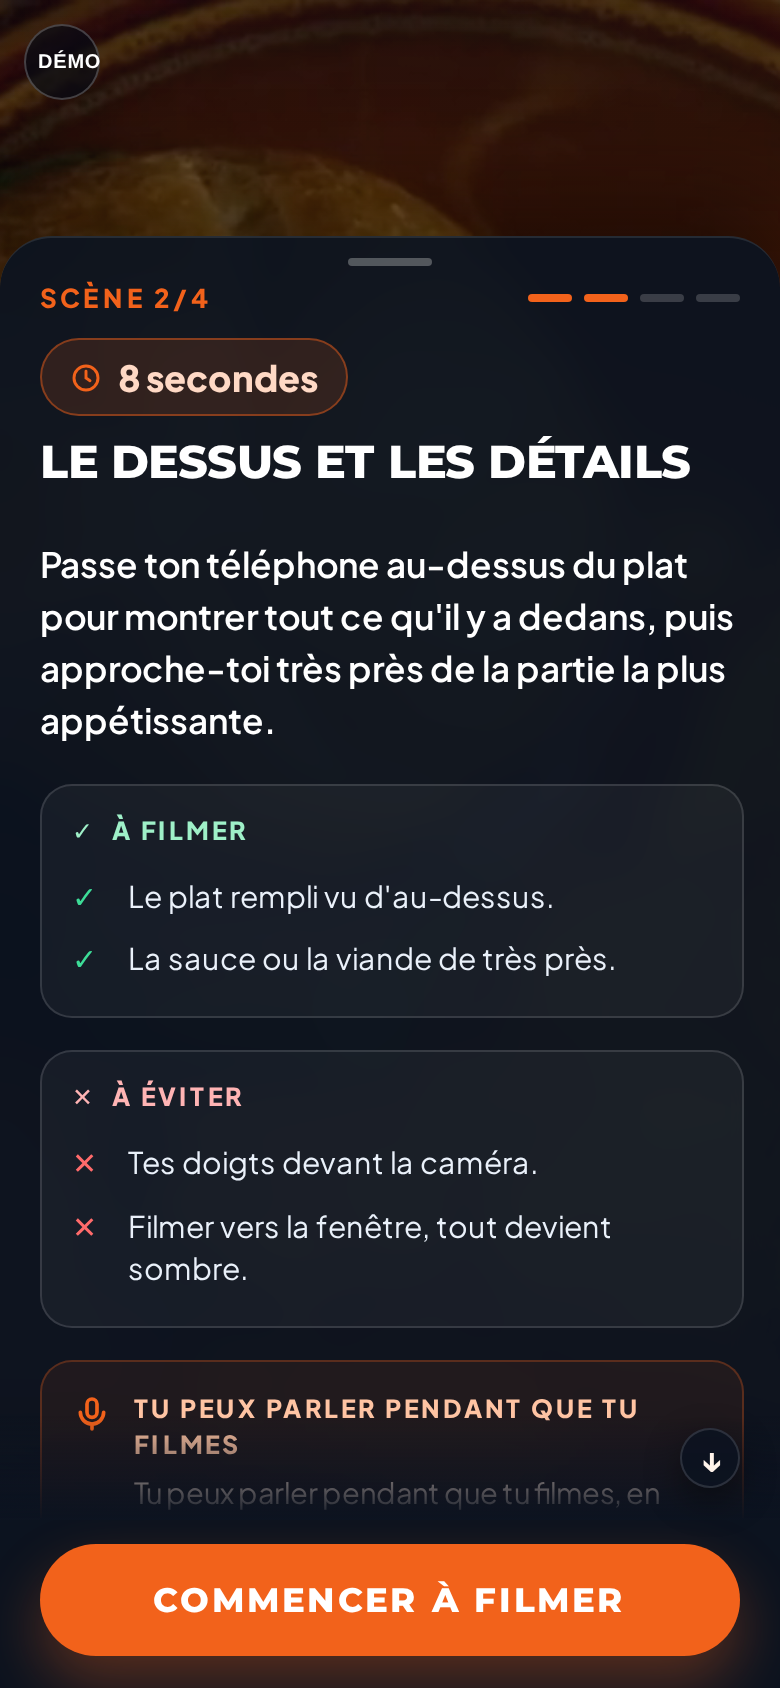 DÉMO
SCÈNE 2/4
8 secondes
LE DESSUS ET LES DÉTAILS
Passe ton téléphone au-dessus du plat
pour montrer tout ce qu'il y a dedans, puis
approche-toi très près de la partie la plus
appétissante.
✓ À FILMER
✓ Le plat rempli vu d'au-dessus.
✓ La sauce ou la viande de très près.
✕ À ÉVITER
✕ Tes doigts devant la caméra.
✕ Filmer vers la fenêtre, tout devient
sombre.
TU PEUX PARLER PENDANT QUE TU
FILMES
Tu peux parler pendant que tu filmes, en
COMMENCER À FILMER